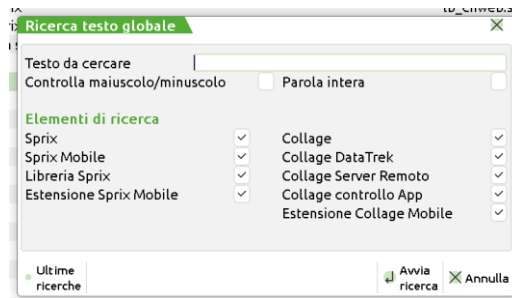 Ricerca testo globale
Testo da cercare
Controlla maiuscolo/minuscolo Parola intera
Elementi di ricerca
Sprix Collage
Sprix Mobile Collage DataTrek
Libreria Sprix Collage Server Remoto
Estensione Sprix Mobile Collage controllo App
Estensione Collage Mobile
Ultime ricerche
Avvia ricerca
Annulla